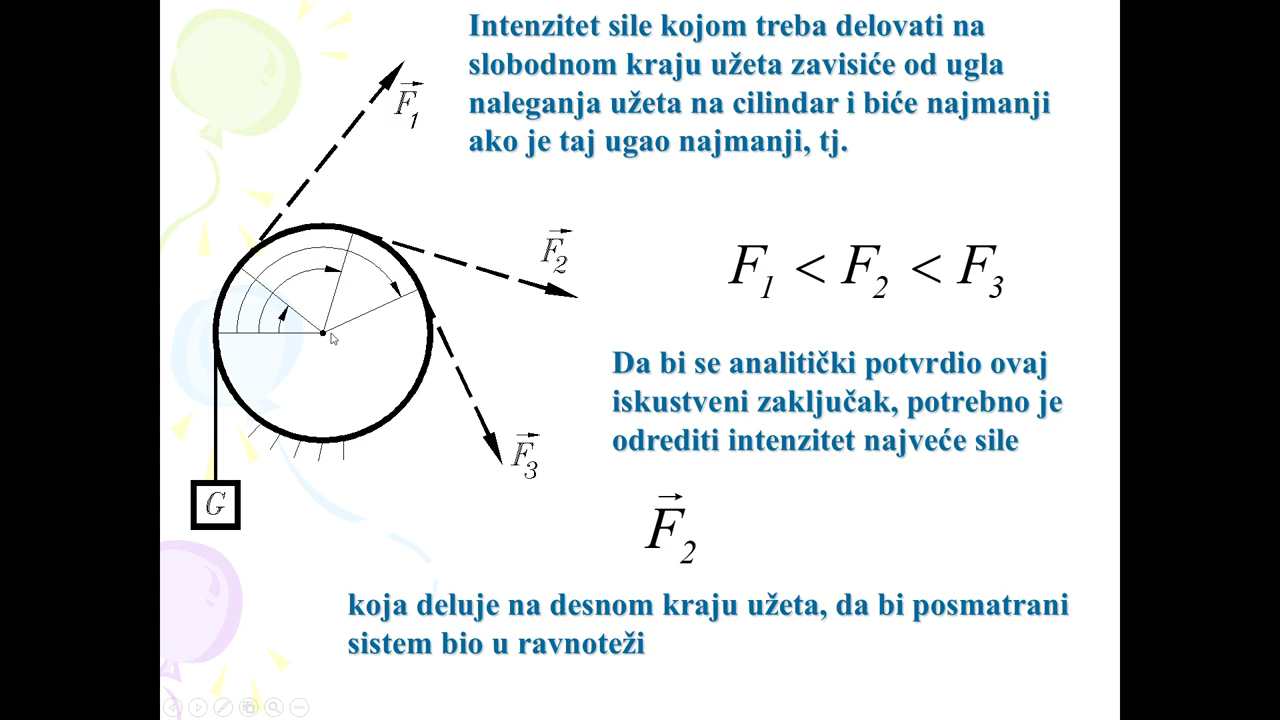 Intenzitet sile kojom treba delovati na
slobodnom kraju užeta zavisiće od ugla
naleganja užeta na cilindar i biće najmanji
ako je taj ugao najmanji, tj.
F₁
F₂
F₁ < F₂ < F₃
Da bi se analitički potvrdio ovaj
iskustveni zaključak, potrebno je
odrediti intenzitet najveće sile
F₃
G
F₂
koja deluje na desnom kraju užeta, da bi posmatrani
sistem bio u ravnoteži